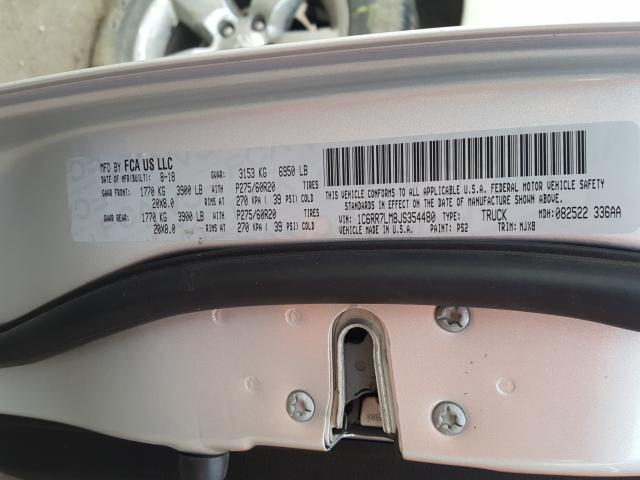 MFD BY FCA US LLC
DATE OF MFR(BUILT): 8-18 GVWR: 3153 KG 6950 LB
GAWR FRONT: 1770 KG 3900 LB WITH P275/60R20 TIRES
20X8.0 RIMS AT 270 KPA ( 39 PSI) COLD
GAWR REAR: 1770 KG 3900 LB WITH P275/60R20 TIRES
20X8.0 RIMS AT 270 KPA ( 39 PSI) COLD
THIS VEHICLE CONFORMS TO ALL APPLICABLE U.S.A. FEDERAL MOTOR VEHICLE SAFETY
STANDARDS IN EFFECT ON THE DATE OF MANUFACTURE SHOWN ABOVE.
VIN: 1C6RR7LM8JS354480 TYPE: TRUCK MDH: 082522 336AA
VEHICLE MADE IN U.S.A. PAINT: PS2 TRIM: MJX8